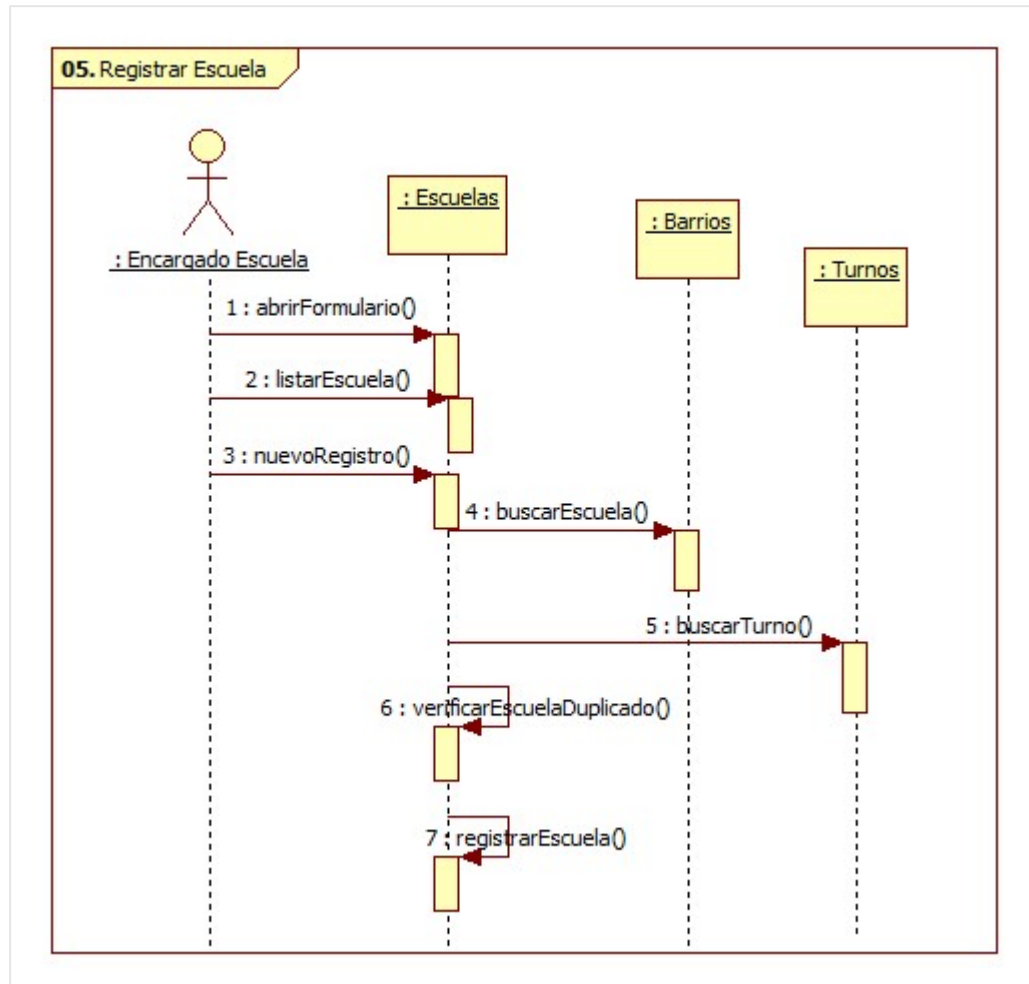 05. Registrar Escuela
: Encargado Escuela
: Escuelas
: Barrios
: Turnos
1 : abrirFormulario()
2 : listarEscuela()
3 : nuevoRegistro()
4 : buscarEscuela()
5 : buscarTurno()
6 : verificarEscuelaDuplicado()
7 : registrarEscuela()